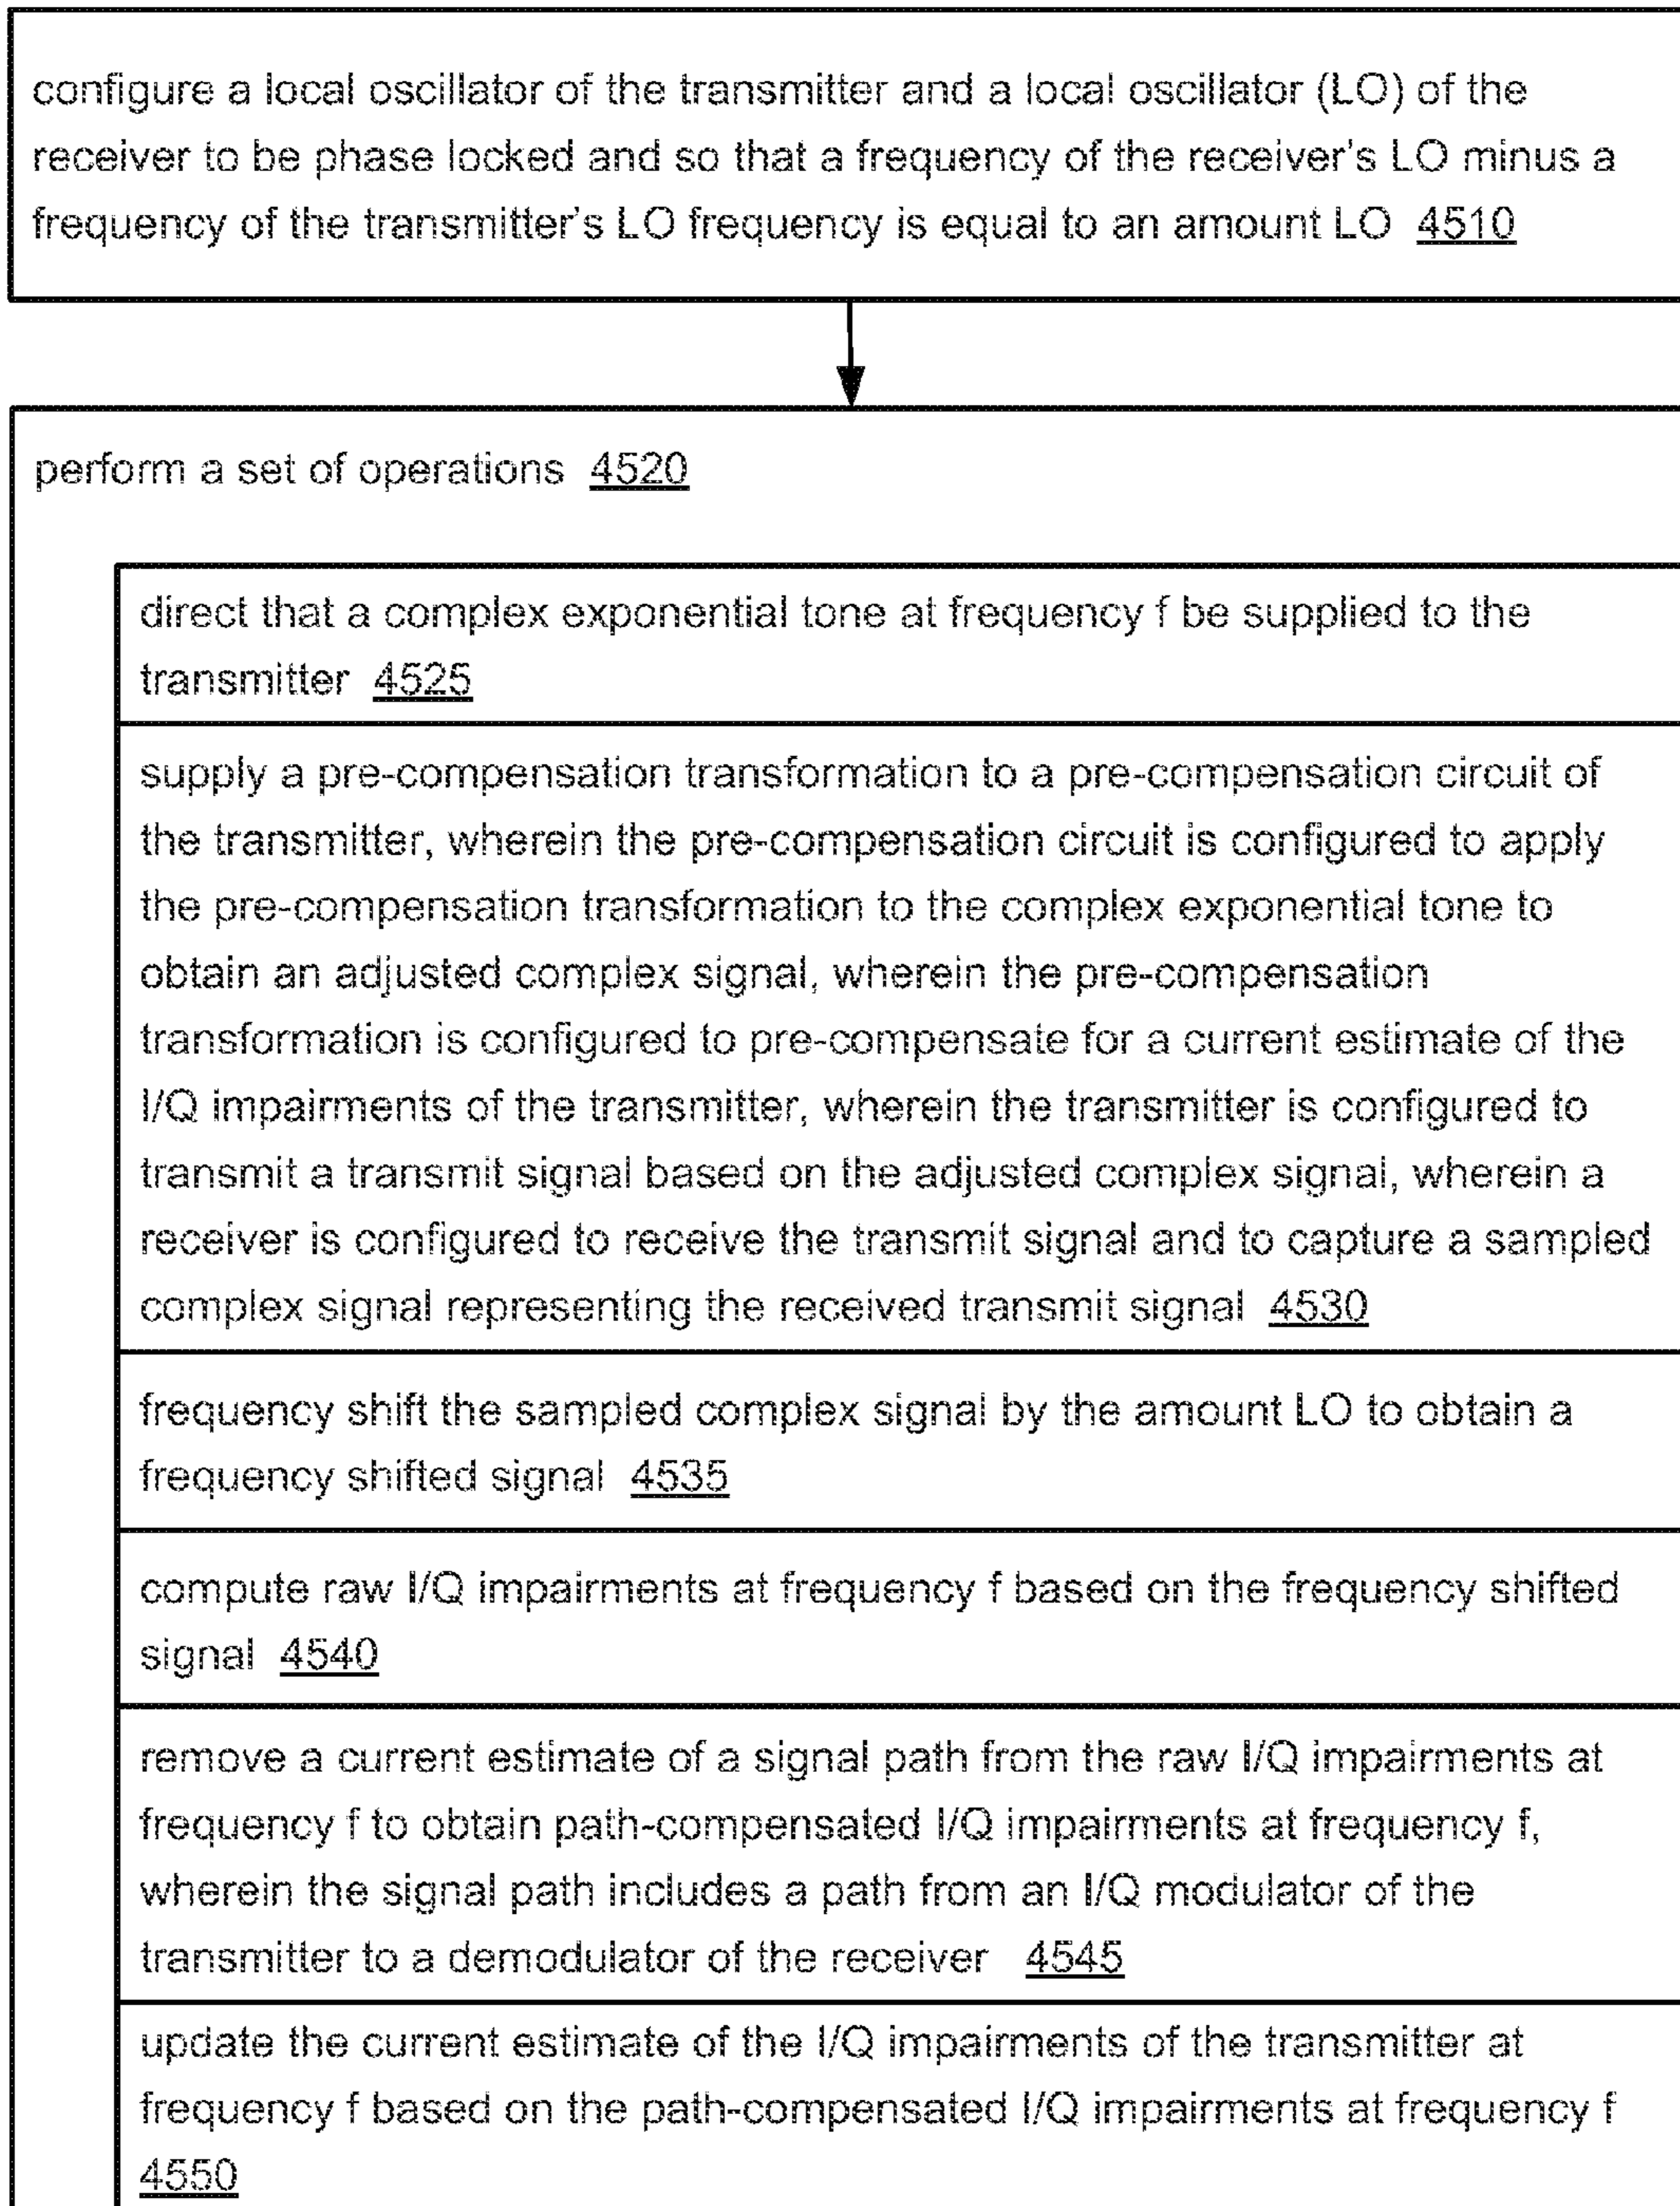 configure a local oscillator of the transmitter and a local oscillator (LO) of the
receiver to be phase locked and so that a frequency of the receiver's LO minus a
frequency of the transmitter's LO frequency is equal to an amount LO 4510
perform a set of operations 4520
direct that a complex exponential tone at frequency f be supplied to the
transmitter 4525
supply a pre-compensation transformation to a pre-compensation circuit of
the transmitter, wherein the pre-compensation circuit is configured to apply
the pre-compensation transformation to the complex exponential tone to
obtain an adjusted complex signal, wherein the pre-compensation
transformation is configured to pre-compensate for a current estimate of the
I/Q impairments of the transmitter, wherein the transmitter is configured to
transmit a transmit signal based on the adjusted complex signal, wherein a
receiver is configured to receive the transmit signal and to capture a sampled
complex signal representing the received transmit signal 4530
frequency shift the sampled complex signal by the amount LO to obtain a
frequency shifted signal 4535
compute raw I/Q impairments at frequency f based on the frequency shifted
signal 4540
remove a current estimate of a signal path from the raw I/Q impairments at
frequency f to obtain path-compensated I/Q impairments at frequency f,
wherein the signal path includes a path from an I/Q modulator of the
transmitter to a demodulator of the receiver 4545
update the current estimate of the I/Q impairments of the transmitter at
frequency f based on the path-compensated I/Q impairments at frequency f
4550